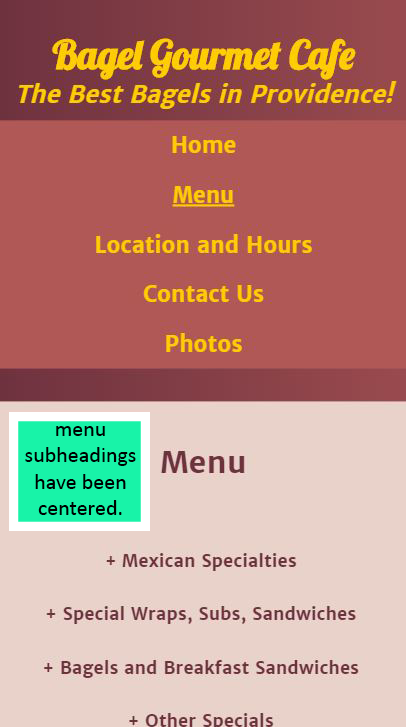 Bagel Gourmet Cafe
The Best Bagels in Providence!
Home
Menu
Location and Hours
Contact Us
Photos
menu
subheadings
have been
centered.
Menu
+ Mexican Specialties
+ Special Wraps, Subs, Sandwiches
+ Bagels and Breakfast Sandwiches
+ Other Specials